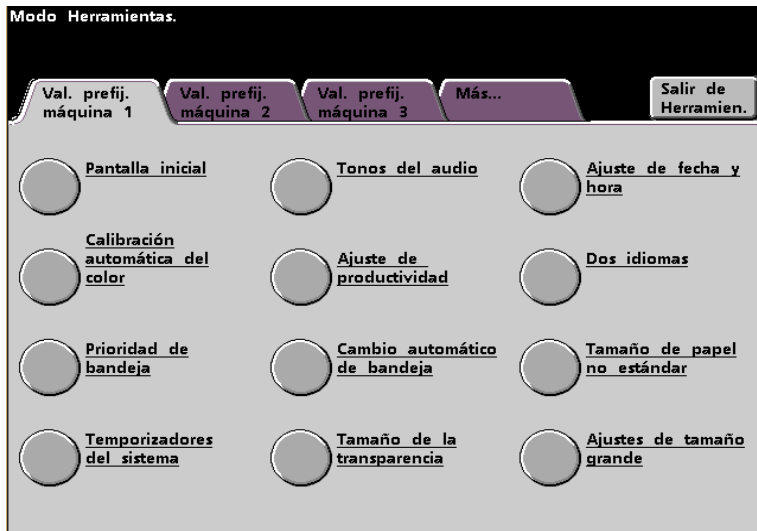 Modo Herramientas.
Val. prefij.
máquina 1
Val. prefij.
máquina 2
Val. prefij.
máquina 3
Más...
Salir de
Herramien.
Pantalla inicial
Tonos del audio
Ajuste de fecha y
hora
Calibración
automática del
color
Ajuste de
productividad
Dos idiomas
Prioridad de
bandeja
Cambio automático
de bandeja
Tamaño de papel
no estándar
Temporizadores
del sistema
Tamaño de la
transparencia
Ajustes de tamaño
grande